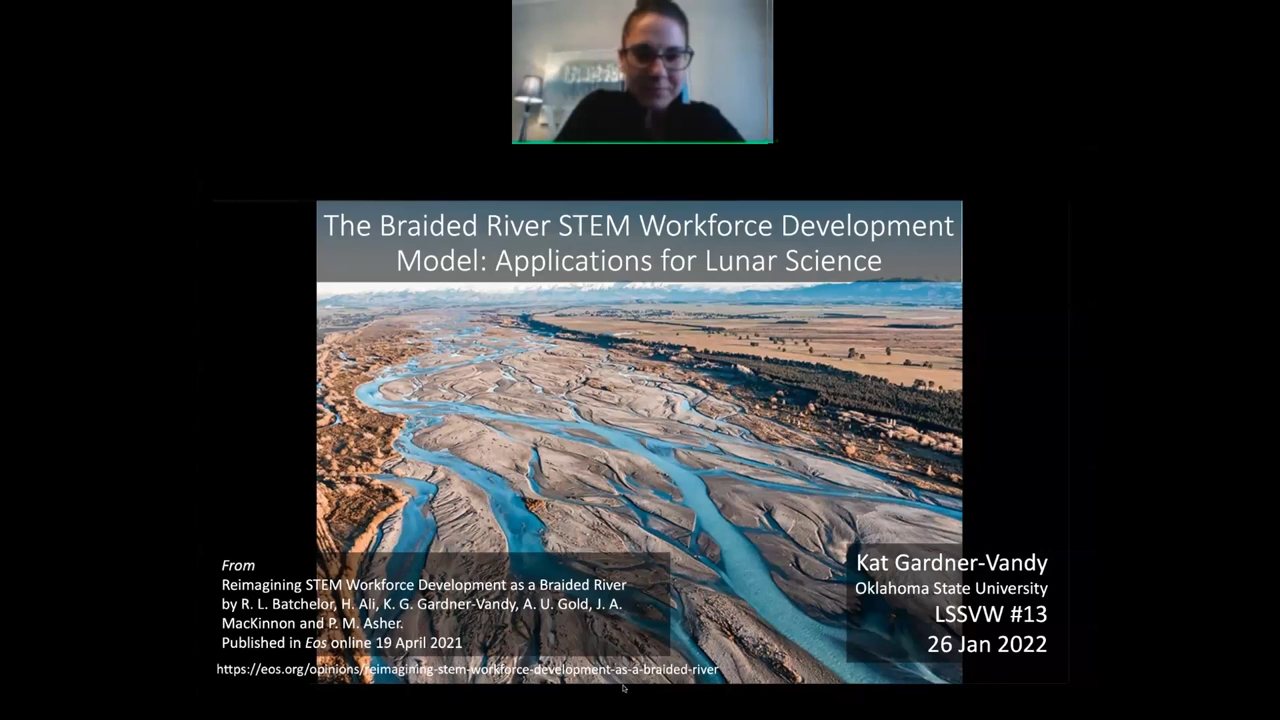 The Braided River STEM Workforce Development
Model: Applications for Lunar Science
From
Reimagining STEM Workforce Development as a Braided River
by R. L. Batchelor, H. Ali, K. G. Gardner-Vandy, A. U. Gold, J. A.
MacKinnon and P. M. Asher.
Published in Eos online 19 April 2021
https://eos.org/opinions/reimagining-stem-workforce-development-as-a-braided-river
Kat Gardner-Vandy
Oklahoma State University
LSSVW #13
26 Jan 2022